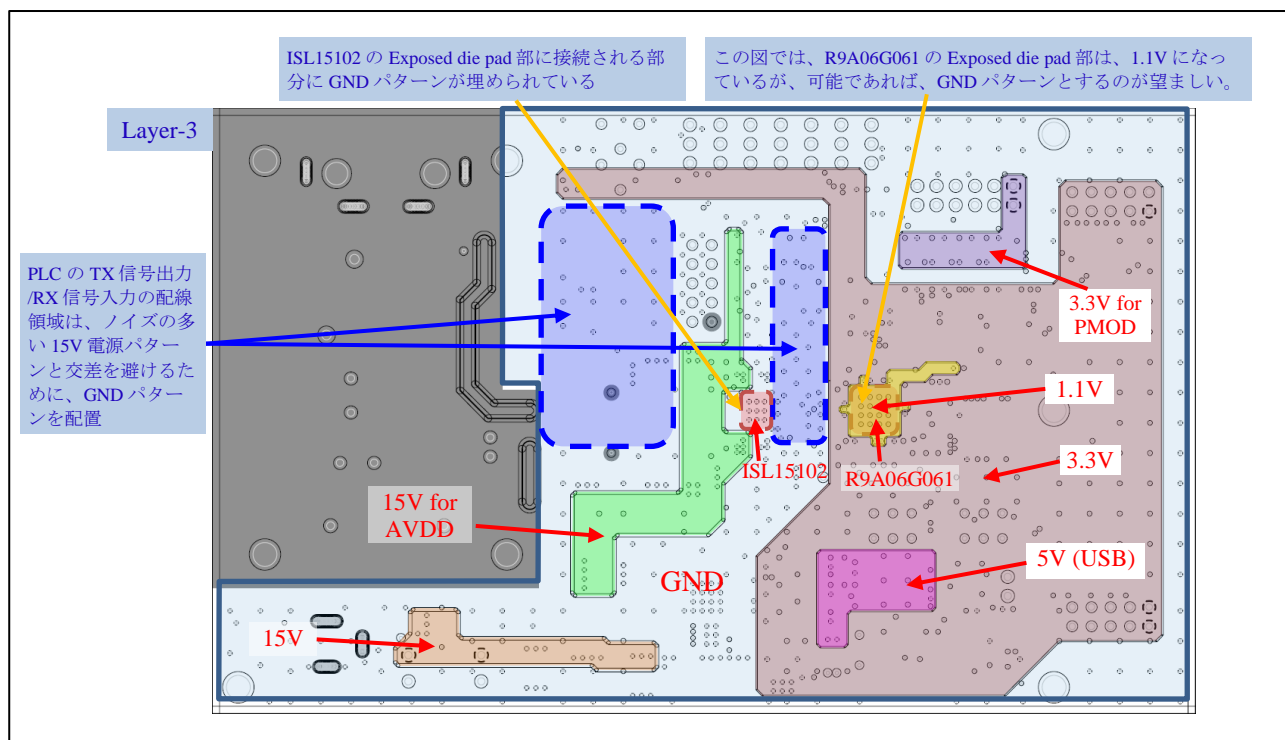 ISL15102 の Exposed die pad 部に接続される部
分に GND パターンが埋められている
この図では、R9A06G061 の Exposed die pad 部は、1.1V になっ
ているが、可能であれば、GND パターンとするのが望ましい。
Layer-3
PLC の TX 信号出力
/RX 信号入力の配線
領域は、ノイズの多
い 15V 電源パター
ンと交差を避けるた
めに、GND パター
ンを配置
3.3V for
PMOD
1.1V
3.3V
ISL15102
R9A06G061
15V for
AVDD
5V (USB)
GND
15V